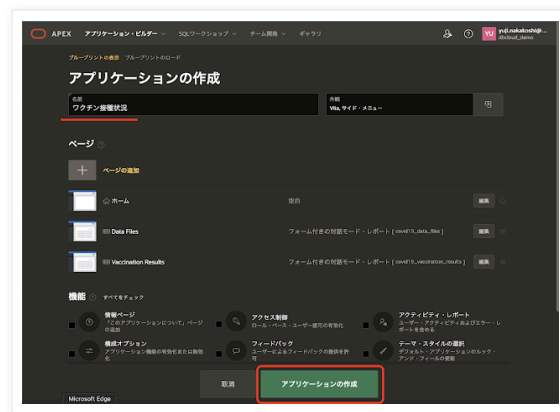 APEX アプリケーション・ビルダー SQLワークショップ チーム開発 ギャラリ YU yuji.nakakoshi@... dbcloud_demo
ブループリントの表示 ブループリントのロード
アプリケーションの作成
名前 外観
ワクチン接種状況 Vita, サイド・メニュー
ページ
ページの追加
ホーム 空白 編集
Data Files フォーム付きの対話モード・レポート [ covid19_data_files ] 編集
Vaccination Results フォーム付きの対話モード・レポート [ covid19_vaccination_results ] 編集
機能 すべてをチェック
情報ページ
「このアプリケーションについて」ページの追加
アクセス制御
ロール・ベース・ユーザー認可の有効化
アクティビティ・レポート
ユーザー・アクティビティおよびエラー・レポートを含める
構成オプション
アプリケーション機能の有効化または無効化
フィードバック
ユーザーによるフィードバックの提供を許可
テーマ・スタイルの選択
デフォルト・アプリケーションのルック・アンド・フィールの更新
取消 アプリケーションの作成
Microsoft Edge